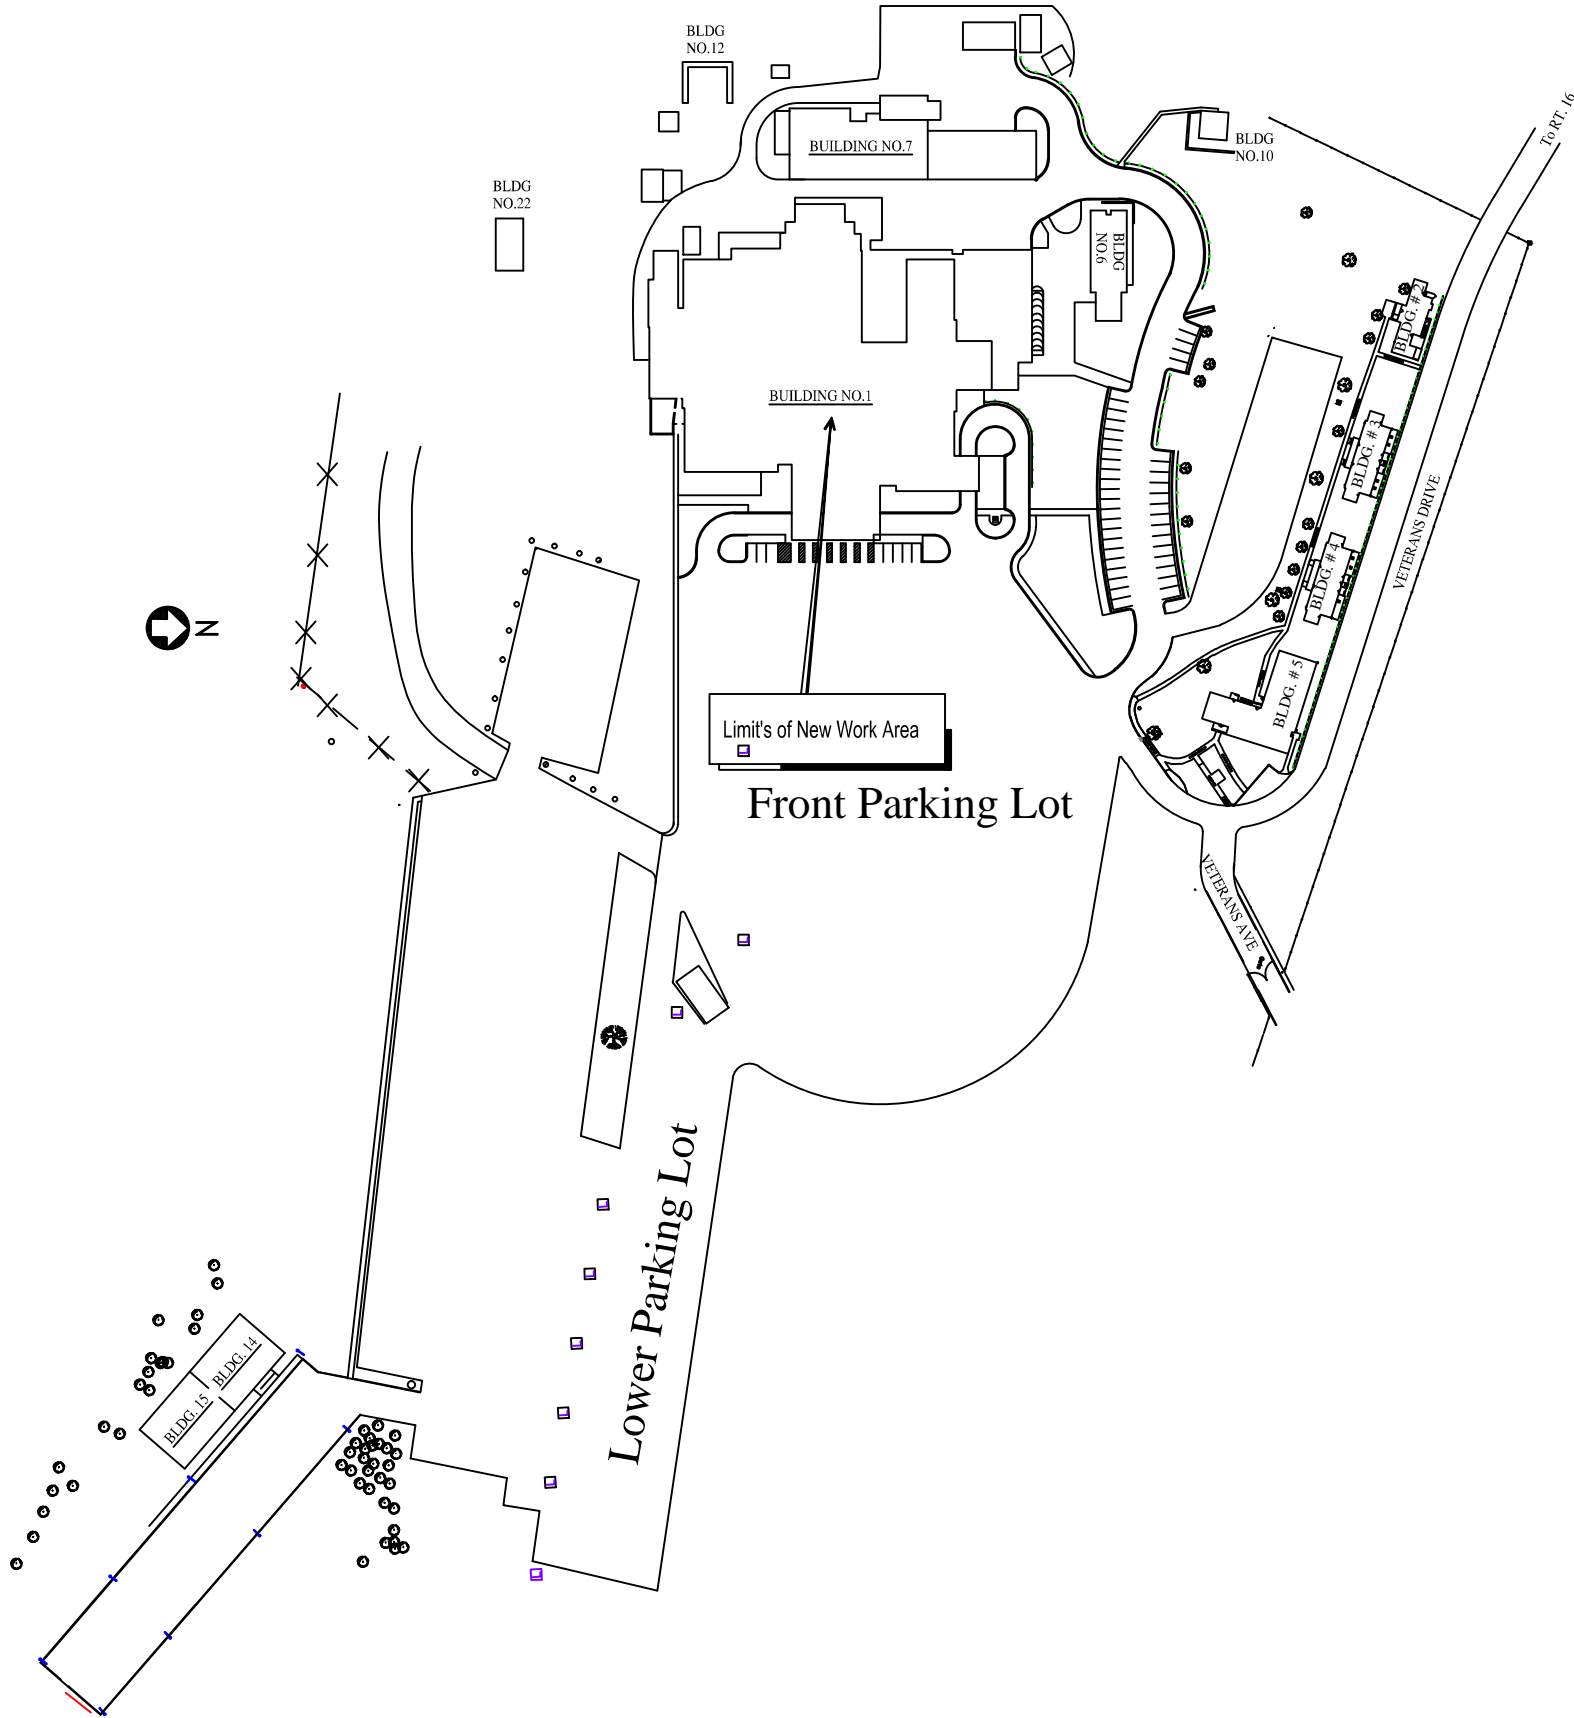 BLDG
NO.12
BUILDING NO.7
BLDG
NO.10
To RT. 16
BLDG
NO.22
BLDG
NO.6
BLDG. # 2
BUILDING NO.1
BLDG. # 3
VETERANS DRIVE
BLDG. # 4
N
BLDG. # 5
Limit's of New Work Area
Front Parking Lot
VETERANS AVE
Lower Parking Lot
BLDG. 14
BLDG. 15